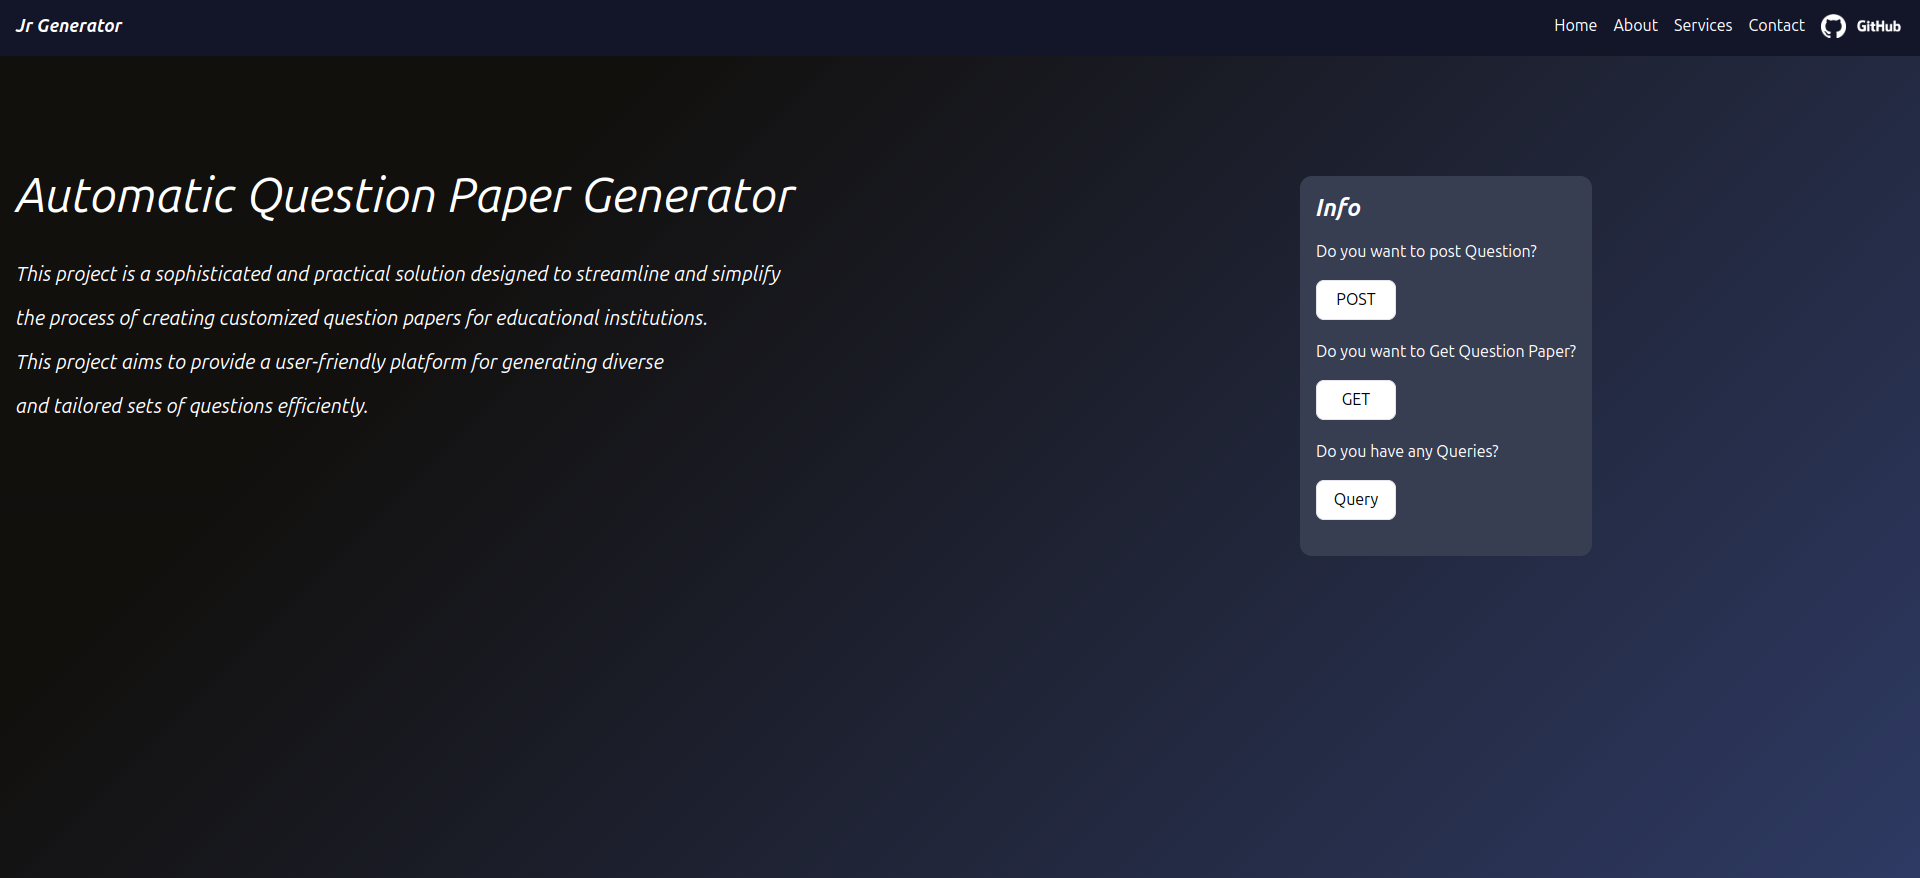 Jr Generator
Home About Services Contact GitHub
Automatic Question Paper Generator
This project is a sophisticated and practical solution designed to streamline and simplify
the process of creating customized question papers for educational institutions.
This project aims to provide a user-friendly platform for generating diverse
and tailored sets of questions efficiently.
Info
Do you want to post Question?
POST
Do you want to Get Question Paper?
GET
Do you have any Queries?
Query